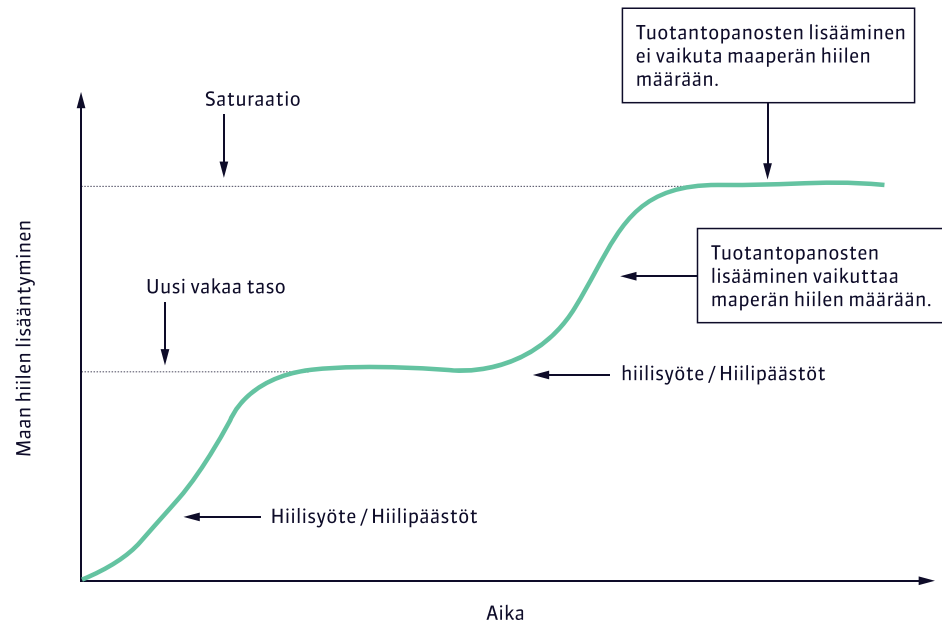 Tuotantopanosten lisääminen
ei vaikuta maaperän hiilen
määrään.
Saturaatio
Tuotantopanosten
lisääminen vaikuttaa
maperän hiilen määrään.
Uusi vakaa taso
hiilisyöte / Hiilipäästöt
Hiilisyöte / Hiilipäästöt
Maan hiilen lisääntyminen
Aika